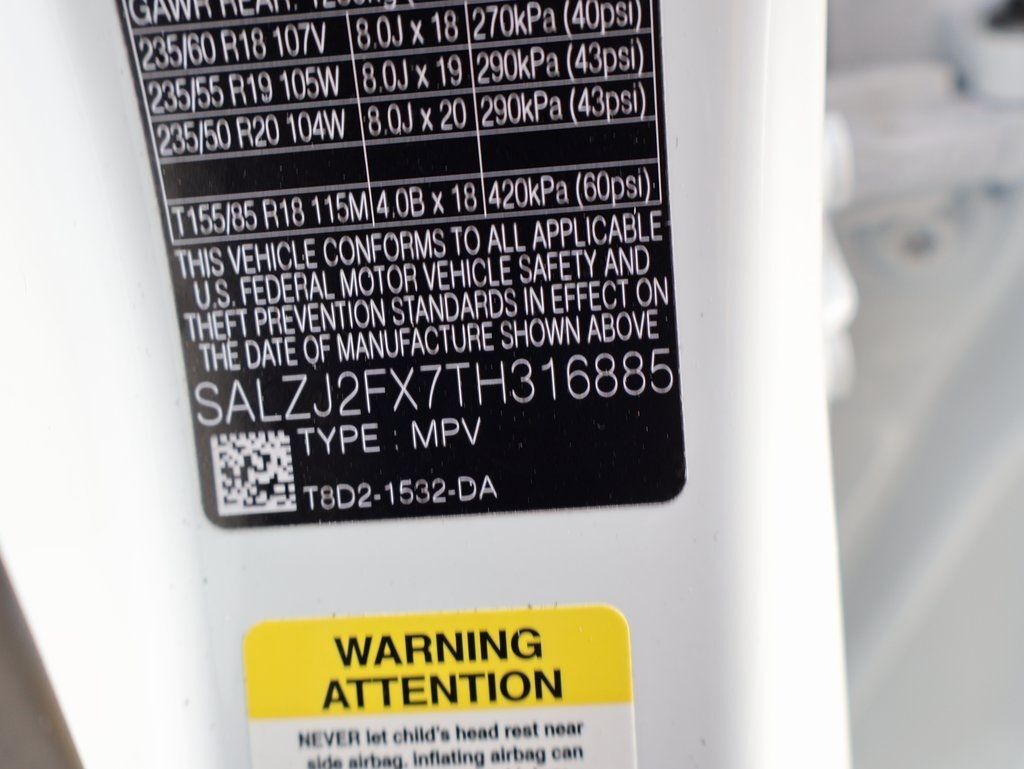 GAWR REAR:
235/60 R18 107V 8.0J x 18 270kPa (40psi)
235/55 R19 105W 8.0J x 19 290kPa (43psi)
235/50 R20 104W 8.0J x 20 290kPa (43psi)
T155/85 R18 115M 4.0B x 18 420kPa (60psi)
THIS VEHICLE CONFORMS TO ALL APPLICABLE
U.S. FEDERAL MOTOR VEHICLE SAFETY AND
THEFT PREVENTION STANDARDS IN EFFECT ON
THE DATE OF MANUFACTURE SHOWN ABOVE
SALZJ2FX7TH316885
TYPE : MPV
T8D2-1532-DA
WARNING
ATTENTION
NEVER let child's head rest near
side airbag, inflating airbag can